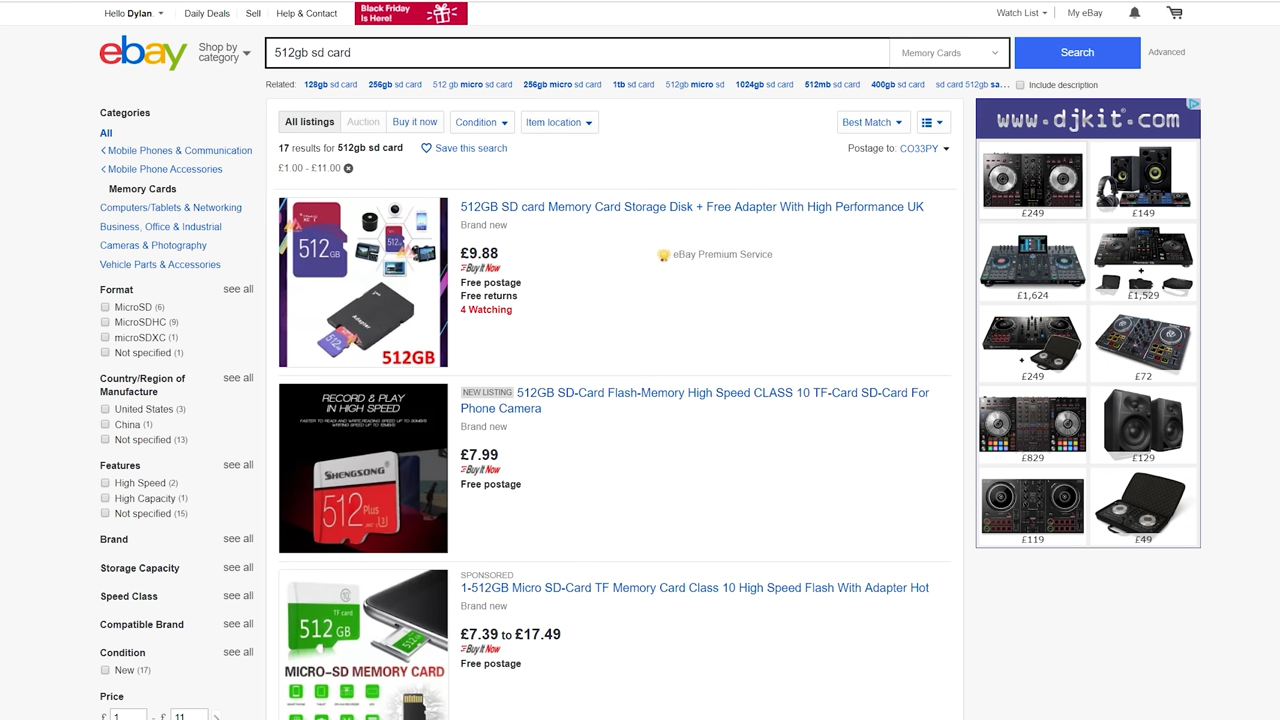 Hello Dylan.
Daily Deals
Sell
Help & Contact
Black Friday
Is Here!
Watch List
My eBay
ebay
Shop by
category
512gb sd card
Memory Cards
Search
Advanced
Related: 128gb sd card 256gb sd card 512 gb micro sd card 256gb micro sd card 1tb sd card 512gb micro sd 1024gb sd card 512mb sd card 400gb sd card sd card 512gb sa...
Include description
Categories
All
Mobile Phones & Communication
Mobile Phone Accessories
Memory Cards
Computers/Tablets & Networking
Business, Office & Industrial
Cameras & Photography
Vehicle Parts & Accessories
Format see all
MicroSD (6)
MicroSDHC (9)
microSDXC (1)
Not specified (1)
Country/Region of
Manufacture
see all
United States (3)
China (1)
Not specified (13)
Features see all
High Speed (2)
High Capacity (1)
Not specified (15)
Brand see all
Storage Capacity see all
Speed Class see all
Compatible Brand see all
Condition see all
New (17)
Price
£ 1 - £ 11
All listings Auction Buy it now Condition Item location
Best Match
17 results for 512gb sd card Save this search
Postage to: CO33PY
£1.00 - £11.00
512GB
Adapter
512GB
512GB SD card Memory Card Storage Disk + Free Adapter With High Performance UK
Brand new
£9.88
Buy It Now
Free postage
Free returns
4 Watching
eBay Premium Service
RECORD & PLAY
IN HIGH SPEED
SHENGSONG
512 Plus
NEW LISTING 512GB SD-Card Flash-Memory High Speed CLASS 10 TF-Card SD-Card For
Phone Camera
Brand new
£7.99
Buy It Now
Free postage
TF card
512 GB
MICRO-SD MEMORY CARD
SPONSORED
1-512GB Micro SD-Card TF Memory Card Class 10 High Speed Flash With Adapter Hot
Brand new
£7.39 to £17.49
Buy It Now
Free postage
www.djkit.com
£249
£149
£1,624
+
£1,529
+
£249
£72
£829
£129
£119
£49